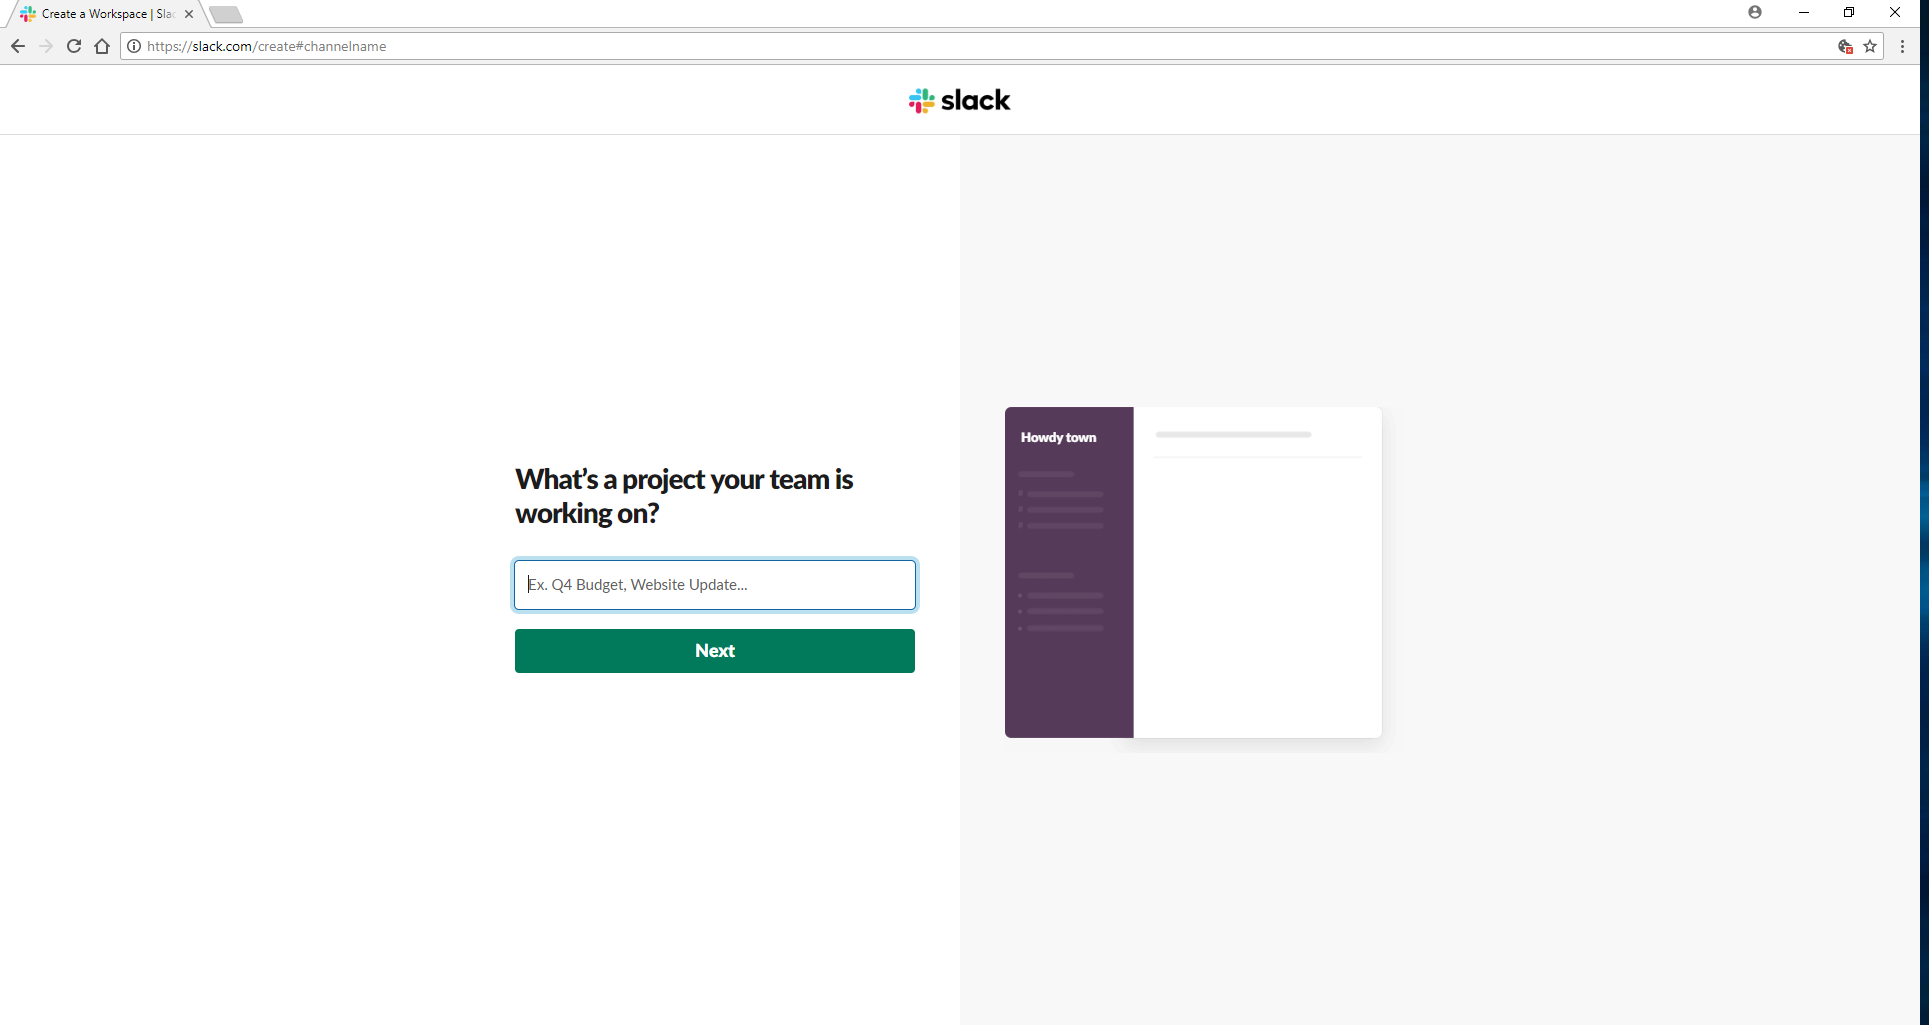 Create a Workspace | Sla
https://slack.com/create#channelname
slack
What's a project your team is
working on?
Ex. Q4 Budget, Website Update...
Next
Howdy town